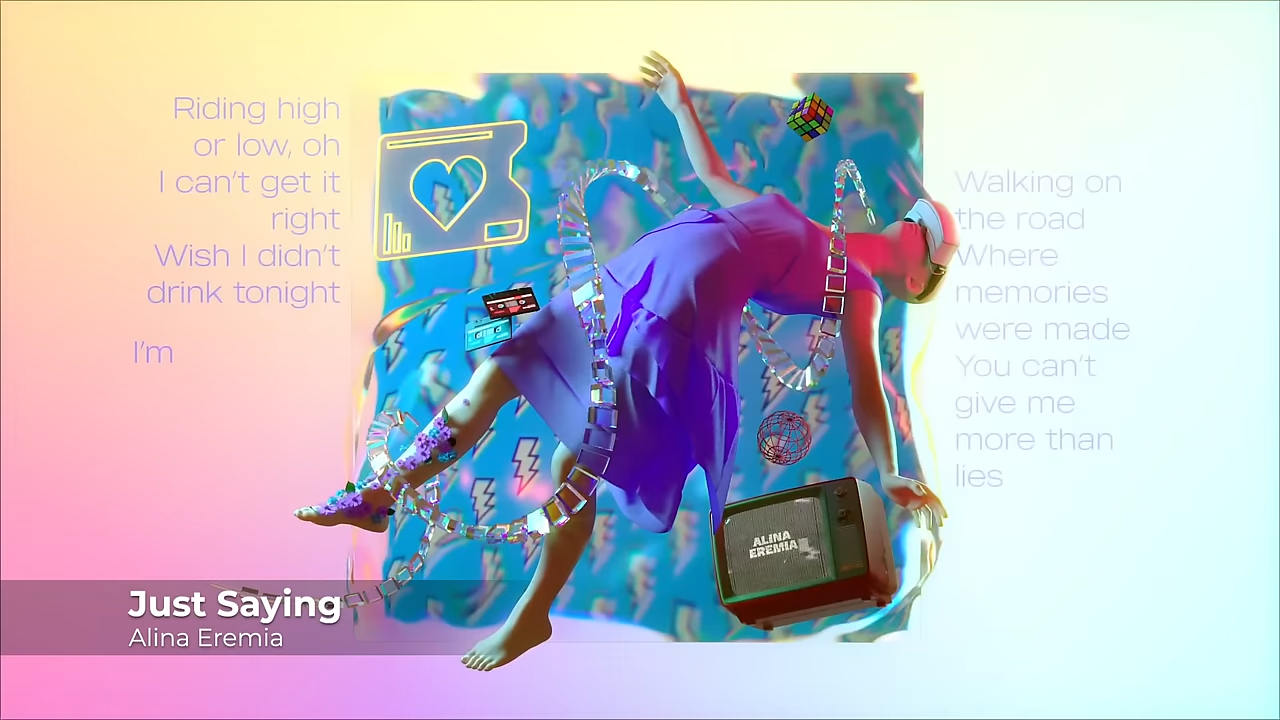 Riding high
or low, oh
I can't get it
right
Wish I didn't
drink tonight
I'm
Walking on
the road
Where
memories
were made
You can't
give me
more than
lies
ALINA
EREMIA
Just Saying
Alina Eremia